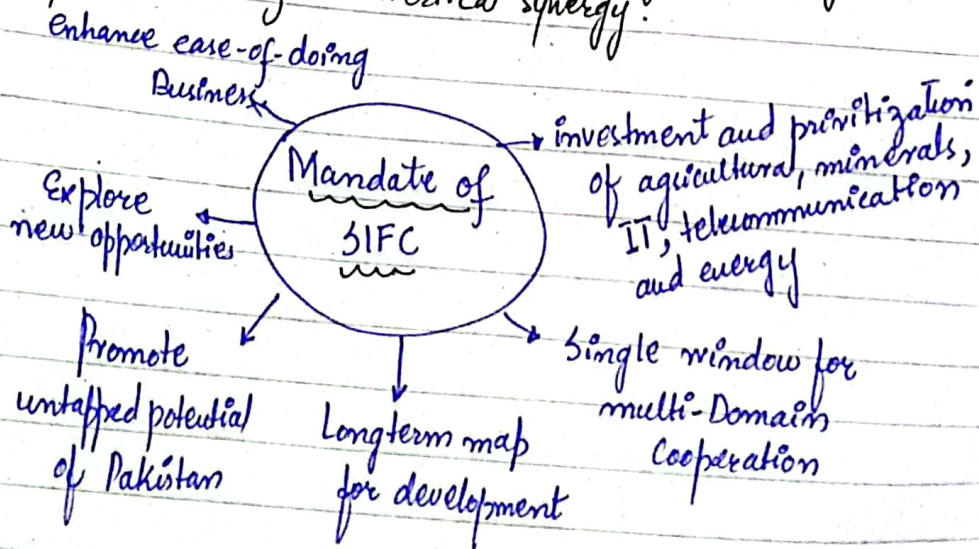 synergy.
enhance ease-of-doing
Business
Mandate of
SIFC
investment and privitization
of agricultural, minerals,
IT, telecommunication
and energy
Explore
new opportunities
Promote
untapped potential
of Pakistan
Longterm map
for development
Single window for
multi-Domain
Cooperation